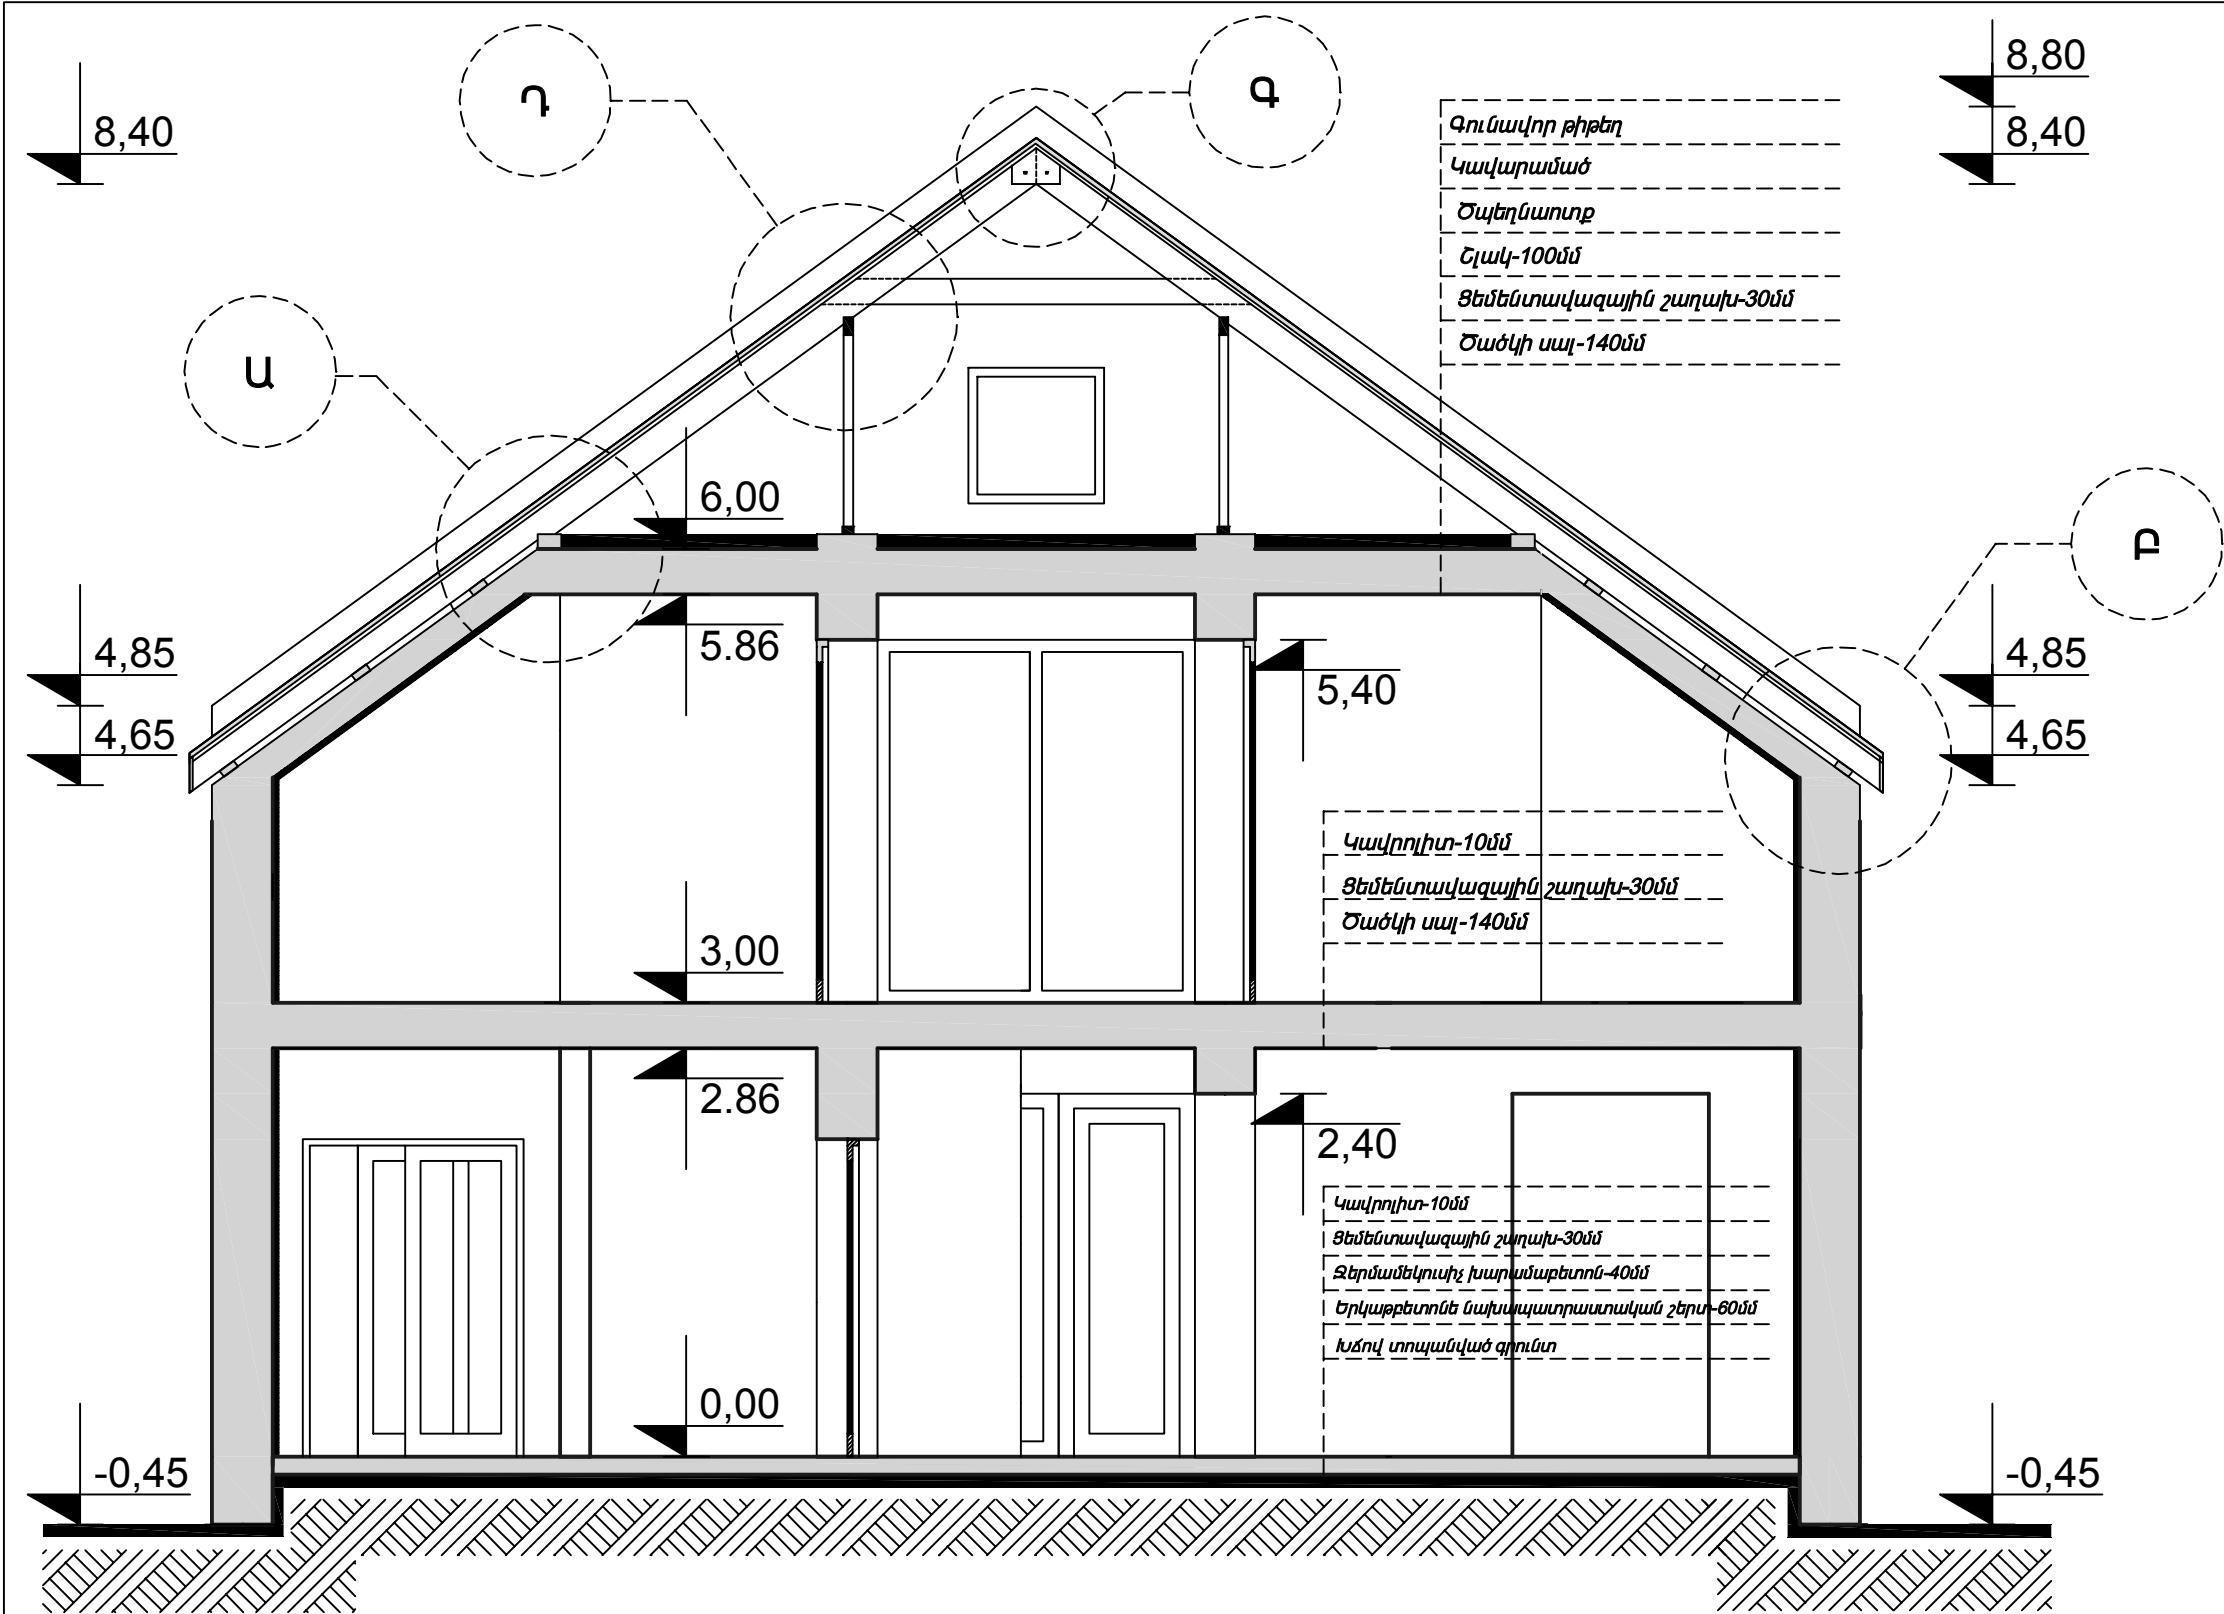 Դ
Գ
8,80
8,40
8,40
Գունավոր թիթեղ
Կավարամած
Ծպեղնաոտք
Շլակ-100մմ
Ցեմենտավազային շաղախ-30մմ
Ծածկի սալ-140մմ
Ա
6,00
Բ
5.86
4,85
4,85
5,40
4,65
4,65
Կավրոլիտ-10մմ
Ցեմենտավազային շաղախ-30մմ
Ծածկի սալ-140մմ
3,00
2.86
2,40
Կավրոլիտ-10մմ
Ցեմենտավազային շաղախ-30մմ
Ջերմամեկուսիչ խարամաբետոն-40մմ
Երկաթբետոնե նախապատրաստական շերտ-60մմ
Խճով տոպանված գրունտ
0,00
-0,45
-0,45